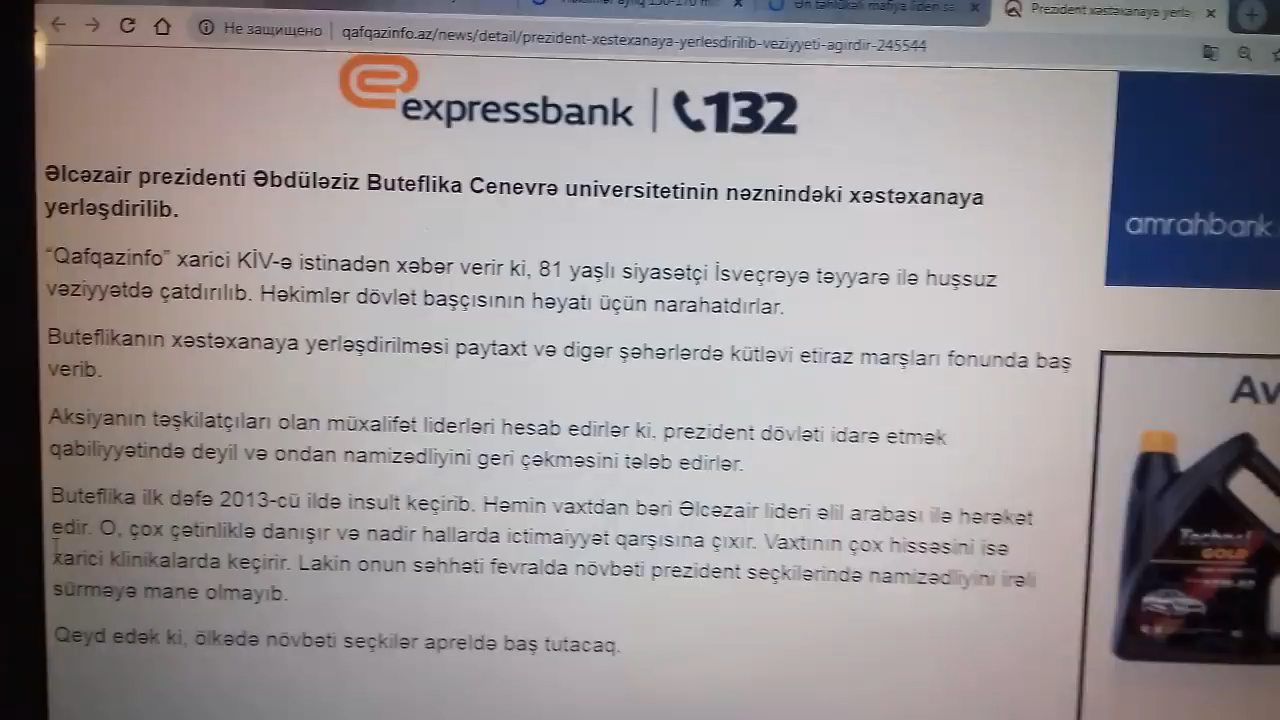 Prezident xəstəxanaya yerlə
Не защищено | qafqazinfo.az/news/detail/prezident-xestexanaya-yerlesdirilib-veziyyeti-agirdir-245544
expressbank | 132
Əlcəzair prezidenti Əbdüləziz Buteflika Cenevrə universitetinin nəznindəki xəstəxanaya
yerləşdirilib.
amrahbank
“Qafqazinfo” xarici KİV-ə istinadən xəbər verir ki, 81 yaşlı siyasətçi İsveçrəyə təyyarə ilə huşsuz
vəziyyətdə çatdırılıb. Həkimlər dövlət başçısının həyatı üçün narahatdırlar.
Buteflikanın xəstəxanaya yerləşdirilməsi paytaxt və digər şəhərlərdə kütləvi etiraz marşları fonunda baş
verib.
Av
Aksiyanın təşkilatçıları olan müxalifət liderləri hesab edirlər ki, prezident dövləti idarə etmək
qabiliyyətində deyil və ondan namizədliyini geri çəkməsini tələb edirlər.
Buteflika ilk dəfə 2013-cü ildə insult keçirib. Həmin vaxtdan bəri Əlcəzair lideri əlil arabası ilə hərəkət
edir. O, çox çətinliklə danışır və nadir hallarda ictimaiyyət qarşısına çıxır. Vaxtının çox hissəsini isə
xarici klinikalarda keçirir. Lakin onun səhhəti fevralda növbəti prezident seçkilərində namizədliyini irəli
sürməyə mane olmayıb.
GOLD
Qeyd edək ki, ölkədə növbəti seçkilər apreldə baş tutacaq.